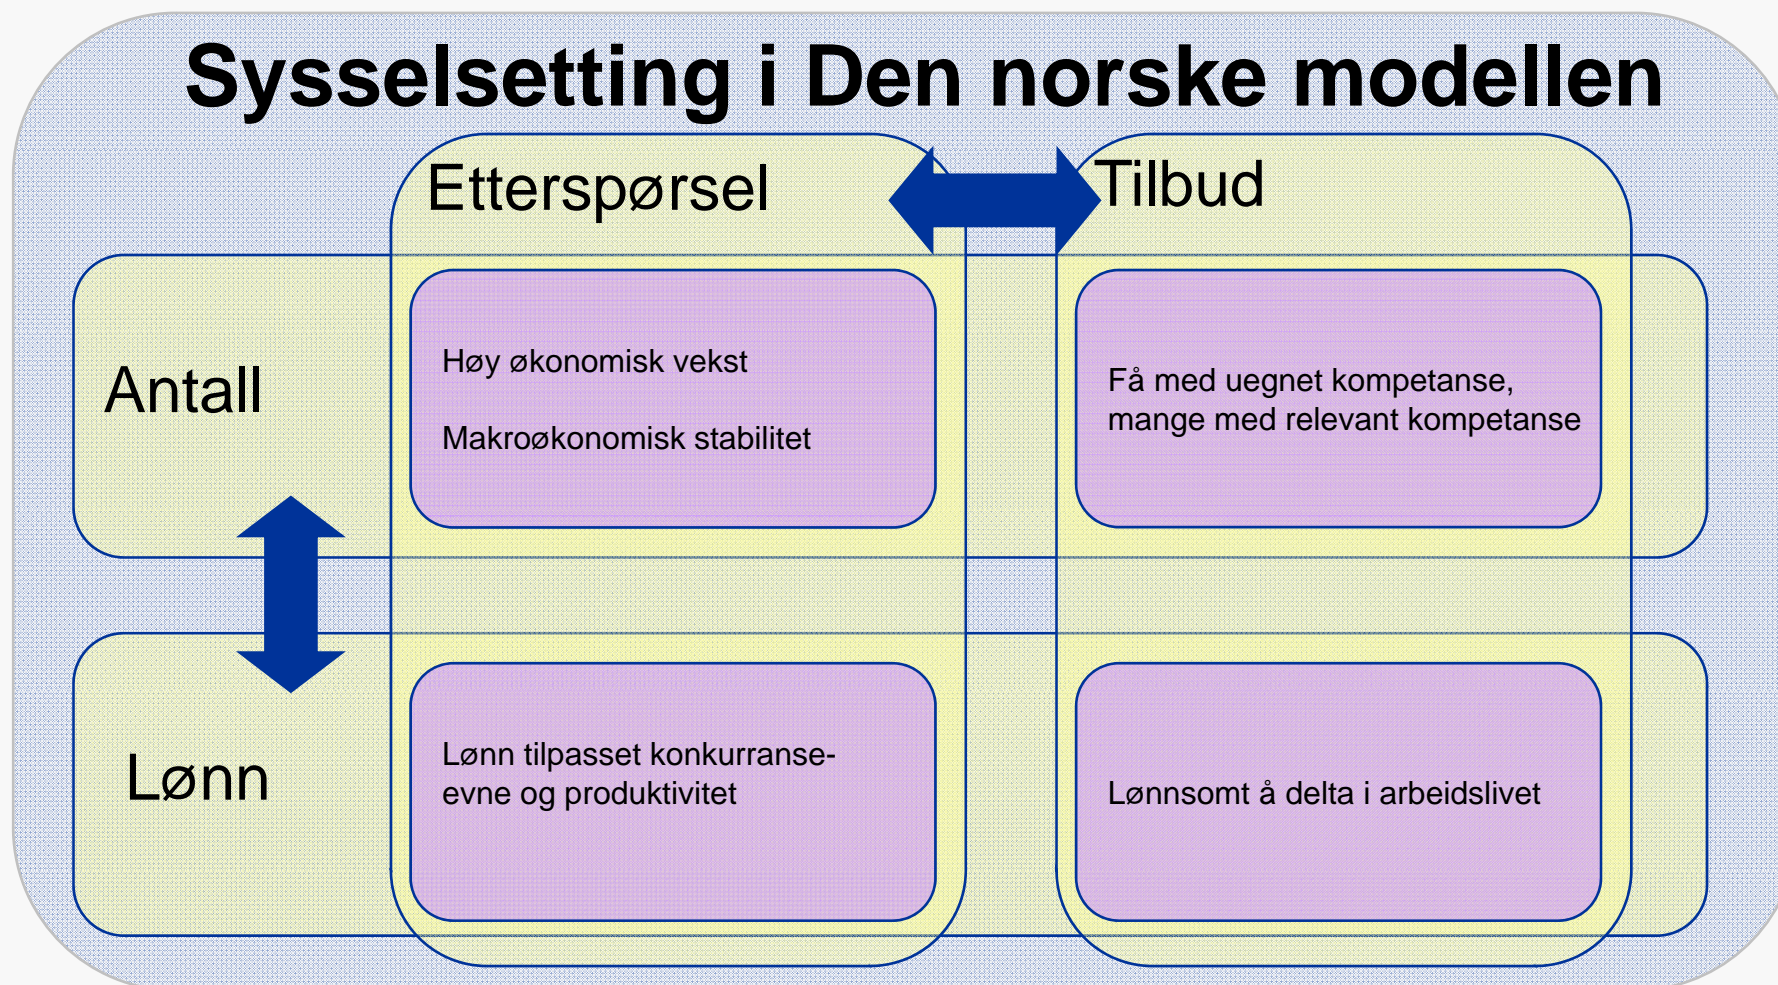 Sysselsetting i Den norske modellen
Etterspørsel
Tilbud
Antall
Høy økonomisk vekst
Makroøkonomisk stabilitet
Få med uegnet kompetanse,
mange med relevant kompetanse
Lønn
Lønn tilpasset konkurranse-
evne og produktivitet
Lønnsomt å delta i arbeidslivet